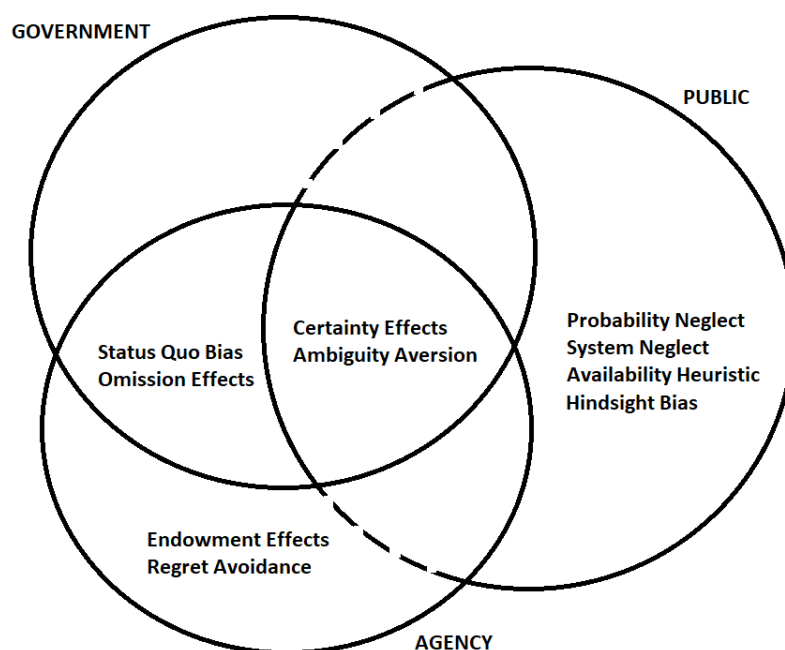 GOVERNMENT
PUBLIC
Certainty Effects
Ambiguity Aversion
Probability Neglect
System Neglect
Availability Heuristic
Hindsight Bias
Status Quo Bias
Omission Effects
Endowment Effects
Regret Avoidance
AGENCY